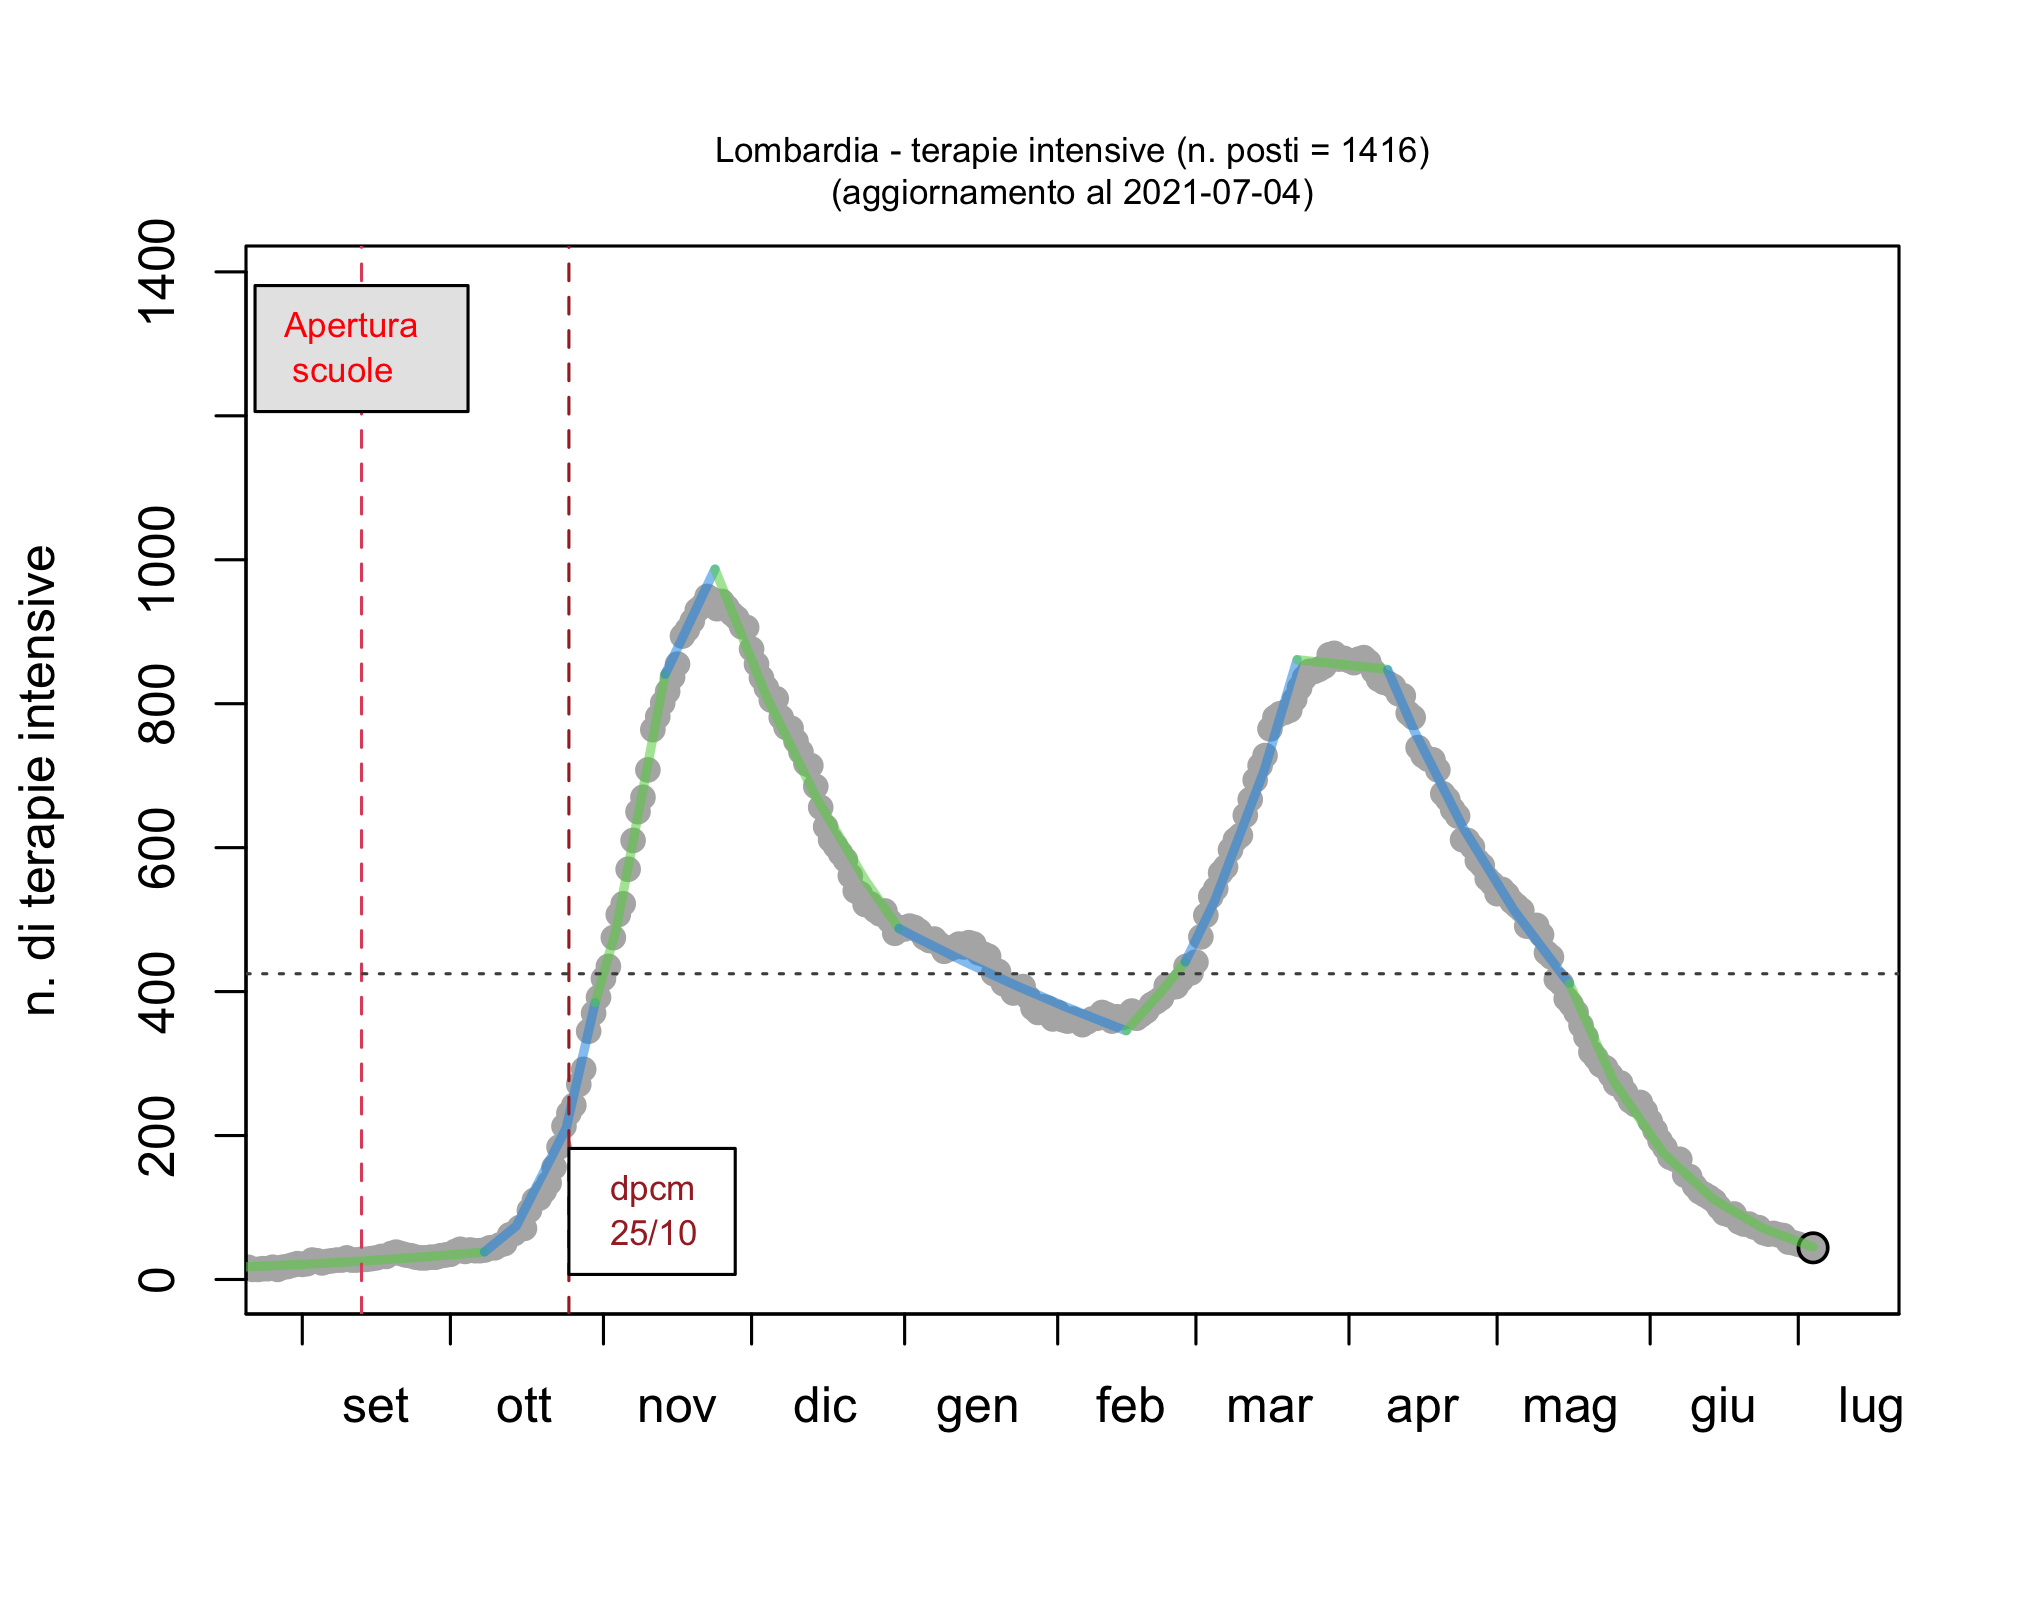 Lombardia - terapie intensive (n. posti = 1416)
(aggiornamento al 2021-07-04)
n. di terapie intensive
1400
1000
800
600
400
200
0
Apertura
scuole
dpcm
25/10
set ott nov dic gen feb mar apr mag giu lug